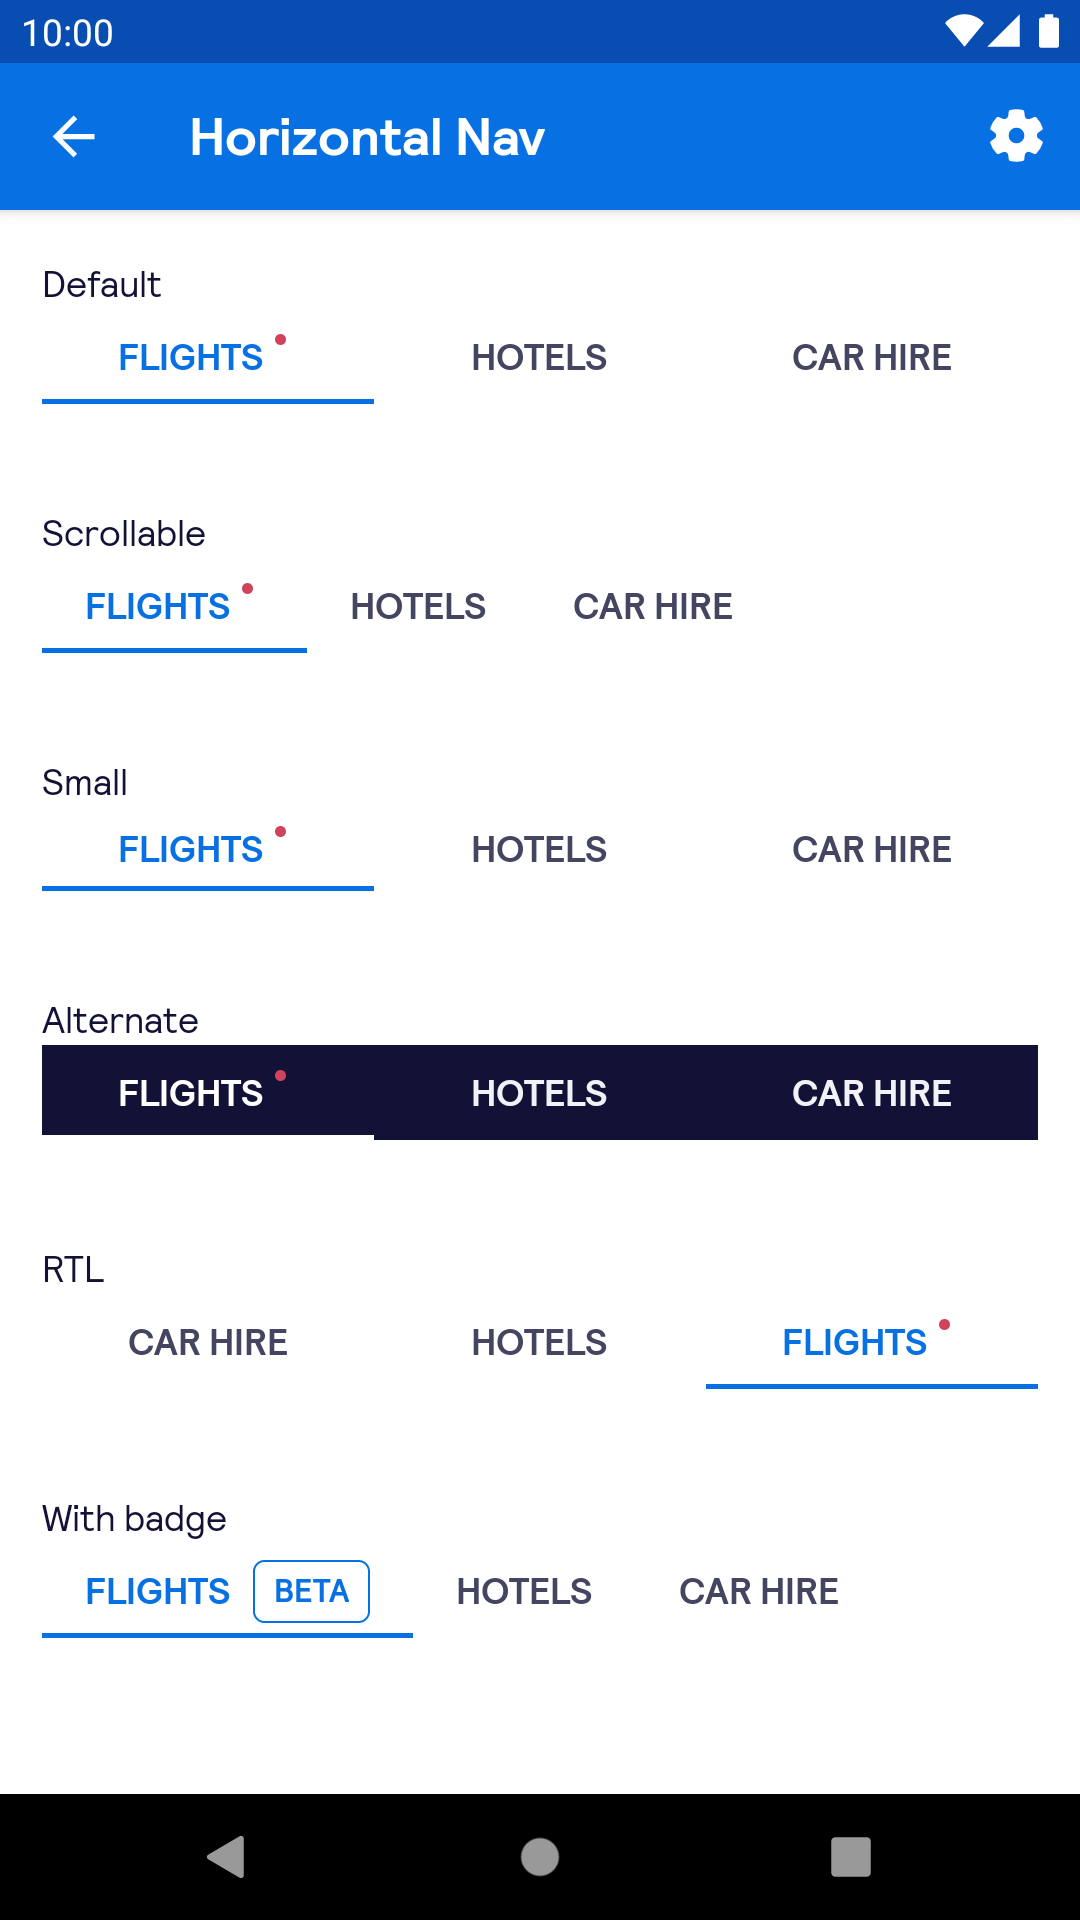 10:00
Horizontal Nav
Default
FLIGHTS HOTELS CAR HIRE
Scrollable
FLIGHTS HOTELS CAR HIRE
Small
FLIGHTS HOTELS CAR HIRE
Alternate
FLIGHTS HOTELS CAR HIRE
RTL
CAR HIRE HOTELS FLIGHTS
With badge
FLIGHTS BETA HOTELS CAR HIRE